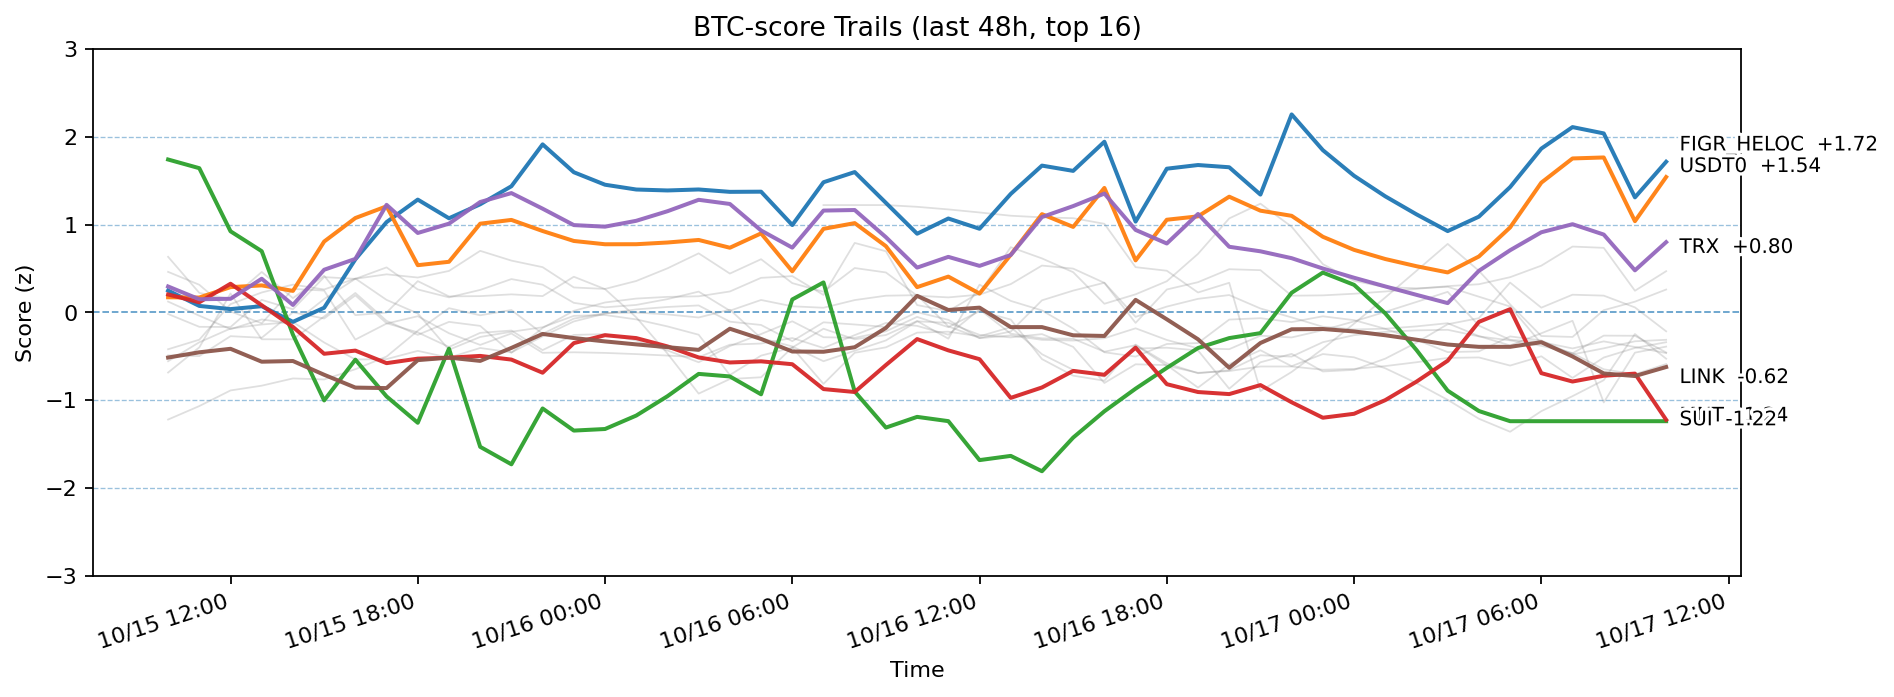 BTC-score Trails (last 48h, top 16)
Score (z)
3
2
1
0
−1
−2
−3
FIGR_HELOC +1.72
USDT0 +1.54
TRX +0.80
LINK -0.62
SUI -1.22
10/15 12:00
10/15 18:00
10/16 00:00
10/16 06:00
10/16 12:00
10/16 18:00
10/17 00:00
10/17 06:00
10/17 12:00
Time